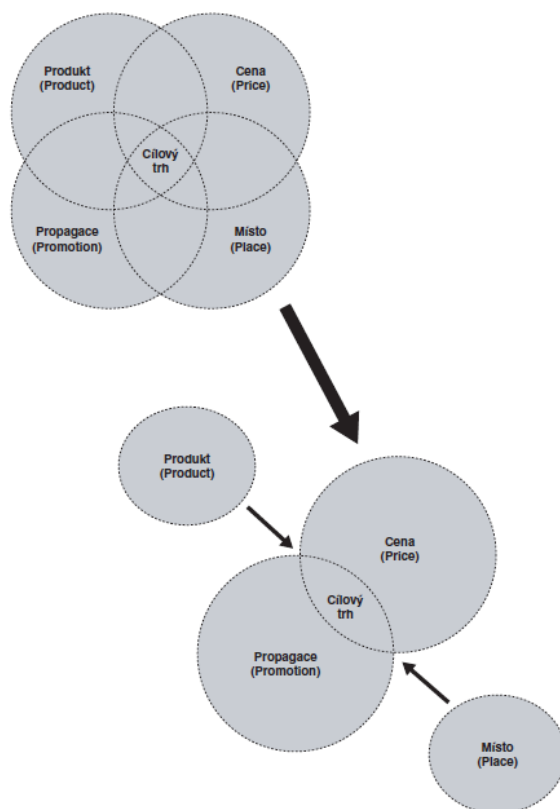 Produkt
(Product)
Cena
(Price)
Cílový
trh
Propagace
(Promotion)
Místo
(Place)
Produkt
(Product)
Cena
(Price)
Cílový
trh
Propagace
(Promotion)
Místo
(Place)